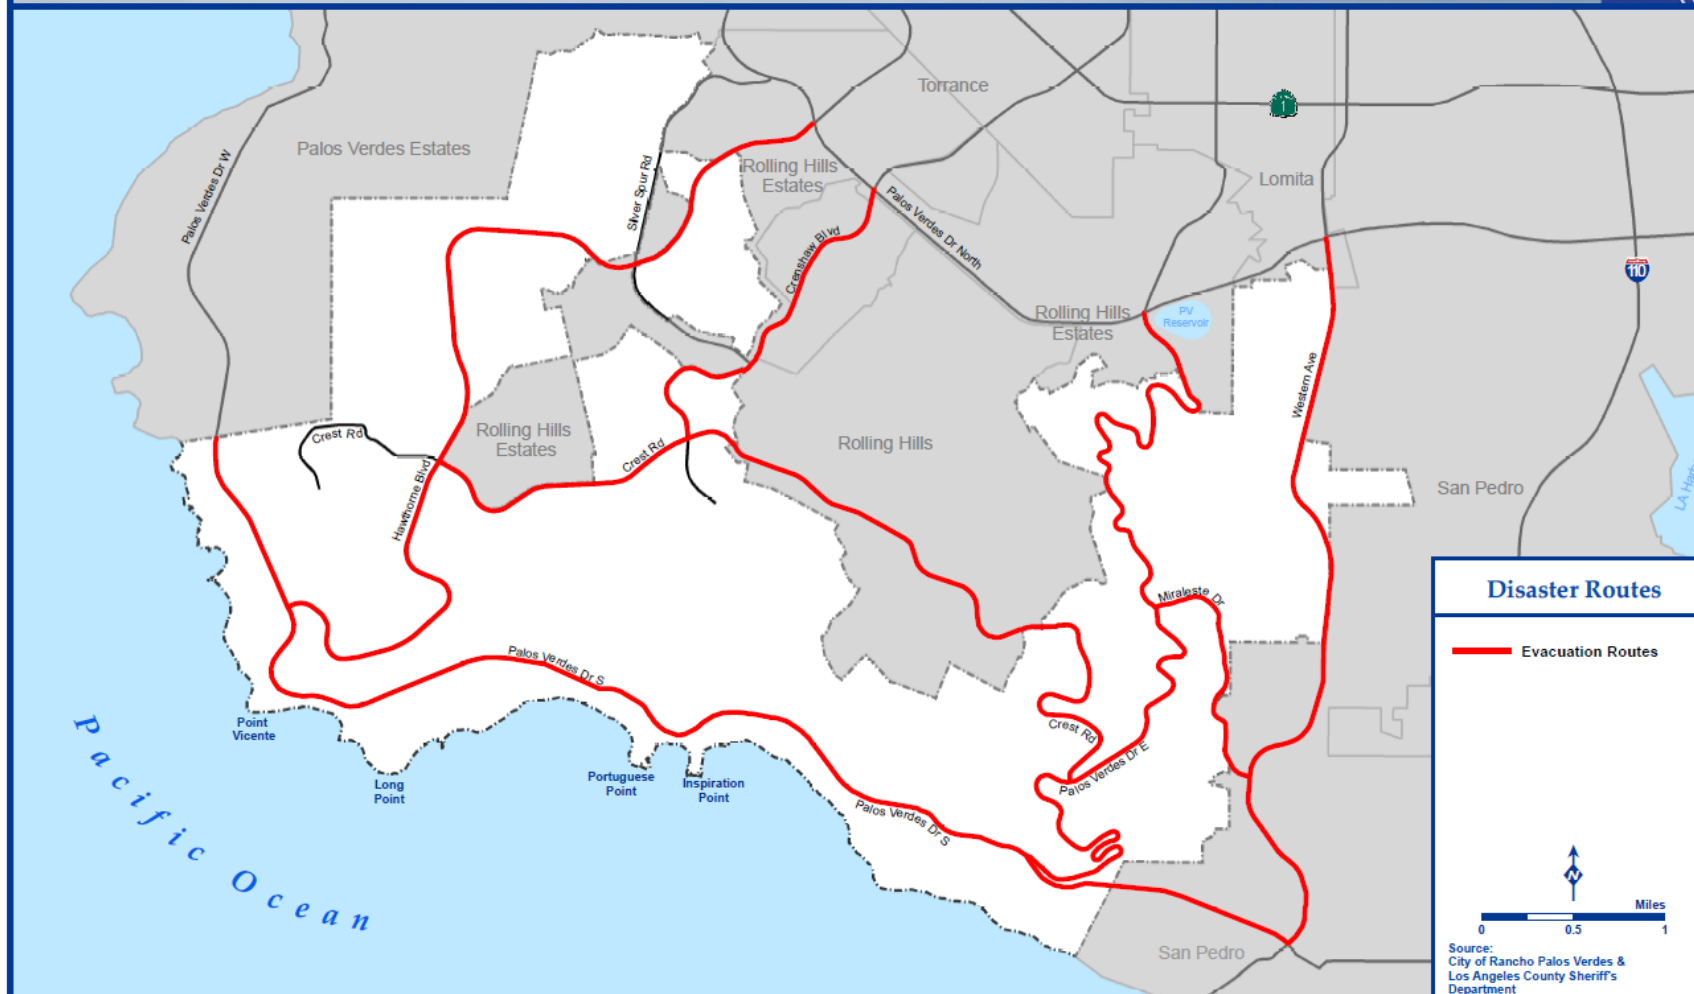 Torrance
1
Palos Verdes Estates
Palos Verdes Dr W
Silver Spur Rd
Rolling Hills
Estates
Lomita
Palos Verdes Dr North
Crenshaw Blvd
110
Rolling Hills
Estates
PV
Reservoir
Western Ave
Crest Rd
Rolling Hills
Estates
Crest Rd
Rolling Hills
Hawthorne Blvd
San Pedro
Miraleste Dr
Palos Verdes Dr S
Point
Vicente
Long
Point
Portuguese
Point
Inspiration
Point
Crest Rd
Palos Verdes Dr E
Palos Verdes Dr S
Pacific Ocean
San Pedro
Disaster Routes
Evacuation Routes
N
Miles
0 0.5 1
Source:
City of Rancho Palos Verdes &
Los Angeles County Sheriff's
Department